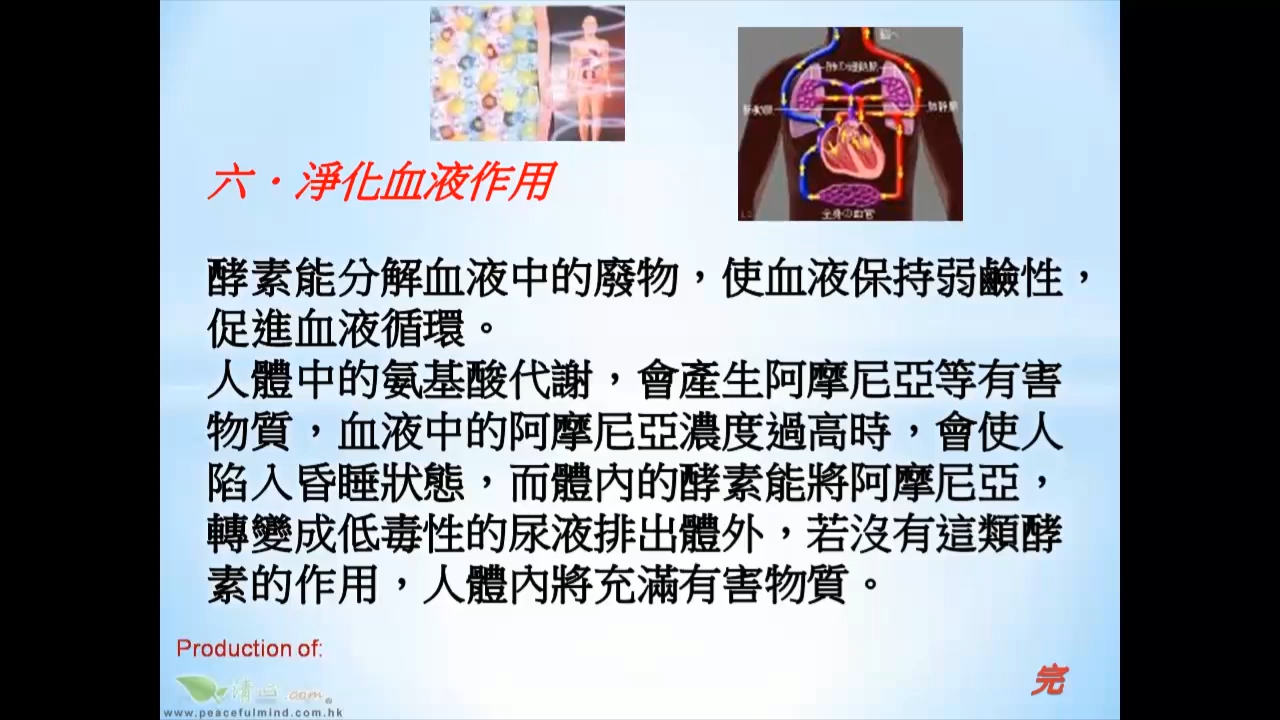 六．淨化血液作用
酵素能分解血液中的廢物，使血液保持弱鹼性，
促進血液循環。
人體中的氨基酸代謝，會產生阿摩尼亞等有害
物質，血液中的阿摩尼亞濃度過高時，會使人
陷入昏睡狀態，而體內的酵素能將阿摩尼亞，
轉變成低毒性的尿液排出體外，若沒有這類酵
素的作用，人體內將充滿有害物質。
Production of:
清心.com
www.peacefulmind.com.hk
完